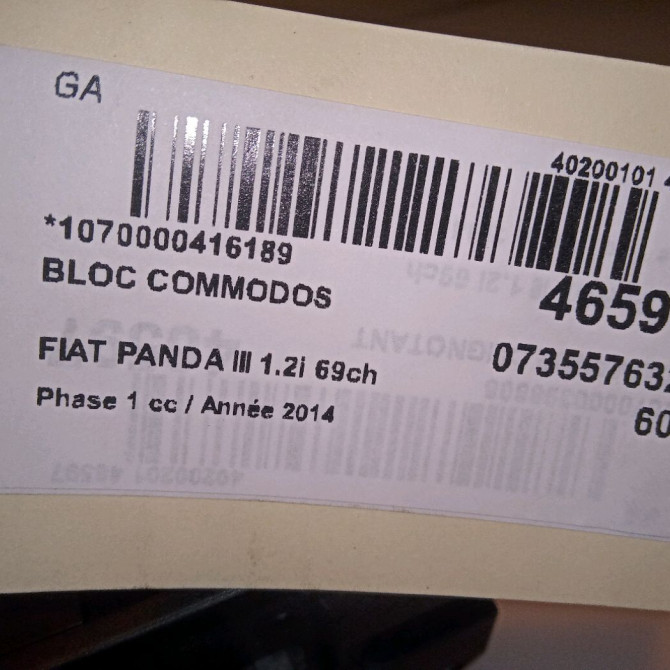 GA
40200101
*1070000416189
BLOC COMMODOS
4659
FIAT PANDA III 1.2i 69ch
07355763
Phase 1 cc / Année 2014
60